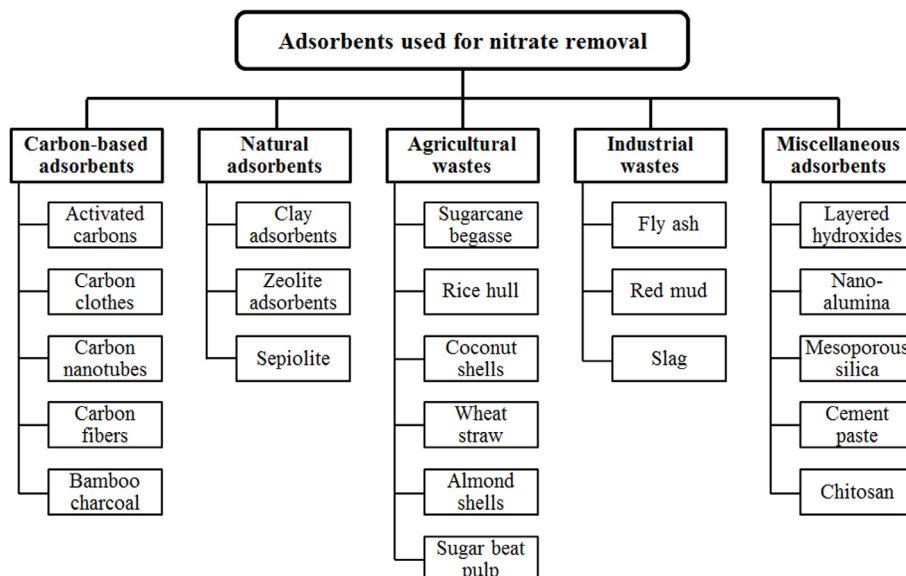 Adsorbents used for nitrate removal
Carbon-based
adsorbents
Activated
carbons
Carbon
clothes
Carbon
nanotubes
Carbon
fibers
Bamboo
charcoal
Natural
adsorbents
Clay
adsorbents
Zeolite
adsorbents
Sepiolite
Agricultural
wastes
Sugarcane
begasse
Rice hull
Coconut
shells
Wheat
straw
Almond
shells
Sugar beat
pulp
Industrial
wastes
Fly ash
Red mud
Slag
Miscellaneous
adsorbents
Layered
hydroxides
Nano-
alumina
Mesoporous
silica
Cement
paste
Chitosan